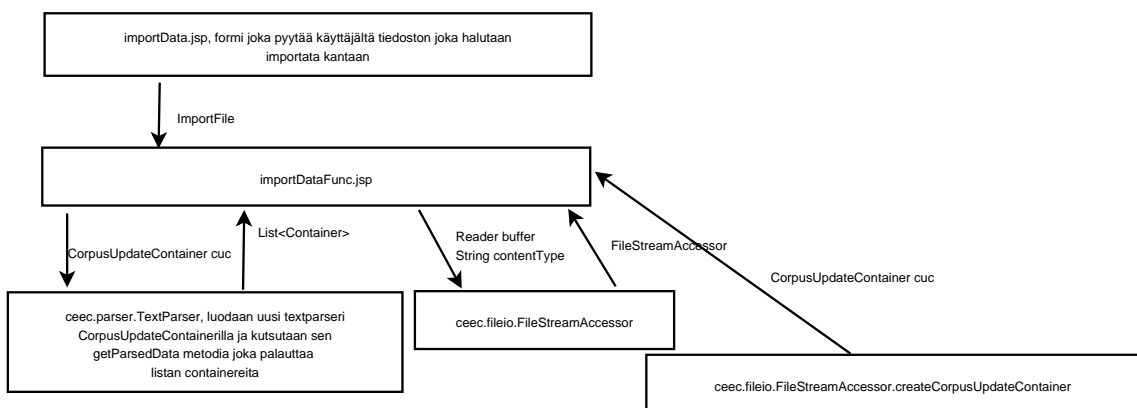 importData.jsp, formi joka pyytää käyttäjältä tiedoston joka halutaan
importata kantaan
ImportFile
importDataFunc.jsp
List<Container>
CorpusUpdateContainer cuc
Reader buffer
String contentType
FileStreamAccessor
CorpusUpdateContainer cuc
ceec.parser.TextParser, luodaan uusi textparseri
CorpusUpdateContainerilla ja kutsutaan sen
getParsedData metodia joka palauttaa
listan containereita
ceec.fileio.FileStreamAccessor
ceec.fileio.FileStreamAccessor.createCorpusUpdateContainer